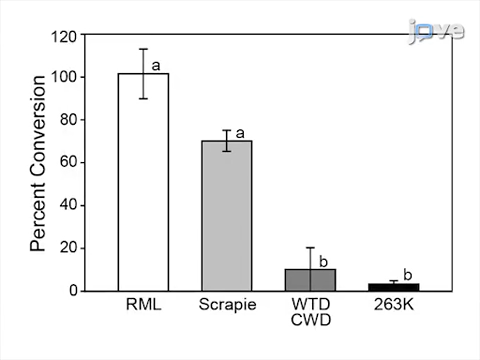 jove
120
100
80
60
40
20
0
Percent Conversion
a
a
b
b
RML Scrapie WTD CWD 263K